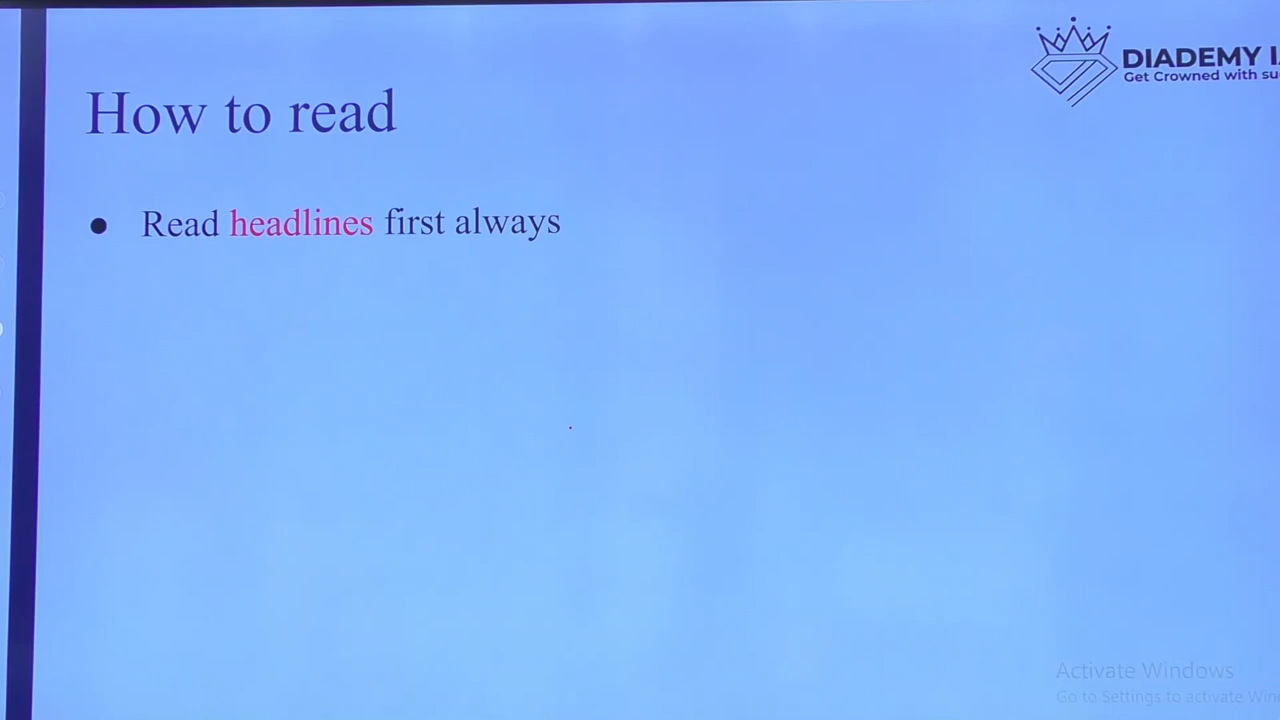 DIADEMY
Get Crowned with
How to read
● Read headlines first always
Activate Windows
Go to Settings to activate